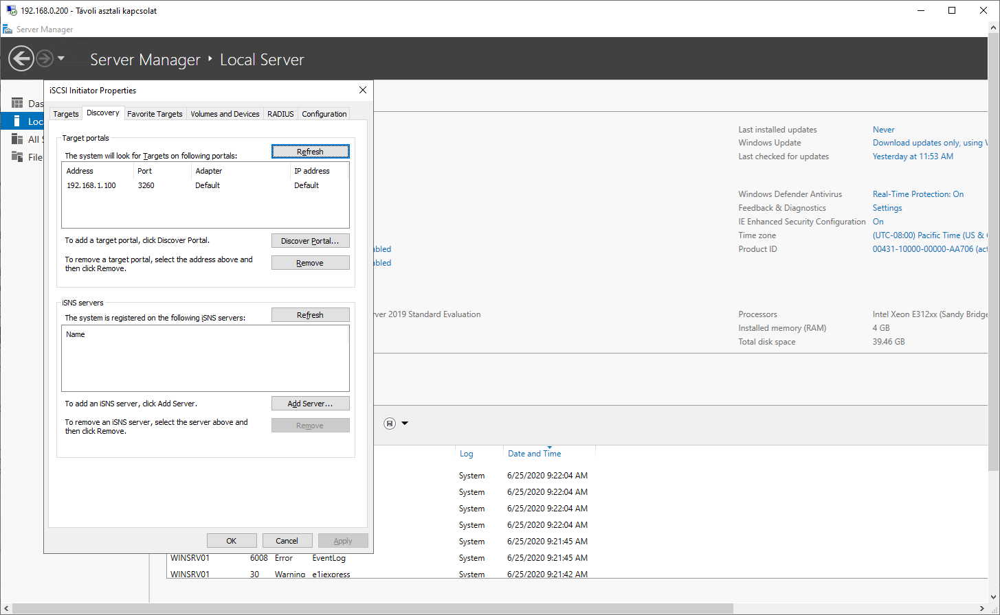 192.168.0.200 - Távoli asztali kapcsolat
Server Manager
Server Manager ‣ Local Server
iSCSI Initiator Properties
Targets
Discovery
Favorite Targets
Volumes and Devices
RADIUS
Configuration
Das
Loc
All S
File
Target portals
The system will look for Targets on following portals:
Refresh
Address Port Adapter IP address
192.168.1.100 3260 Default Default
To add a target portal, click Discover Portal.
Discover Portal...
To remove a target portal, select the address above and
then click Remove.
Remove
iSNS servers
The system is registered on the following iSNS servers:
Refresh
Name
To add an iSNS server, click Add Server.
Add Server...
To remove an iSNS server, select the server above and
then click Remove.
Remove
OK
Cancel
Apply
Last installed updates Never
Windows Update Download updates only, using
Last checked for updates Yesterday at 11:53 AM
Windows Defender Antivirus Real-Time Protection: On
Feedback & Diagnostics Settings
IE Enhanced Security Configuration On
Time zone (UTC-08:00) Pacific Time (US &
Product ID 00431-10000-00000-AA706 (act
abled
abled
ver 2019 Standard Evaluation
Processors Intel Xeon E312xx (Sandy Bridge
Installed memory (RAM) 4 GB
Total disk space 39.46 GB
Log Date and Time
System 6/25/2020 9:22:04 AM
System 6/25/2020 9:22:04 AM
System 6/25/2020 9:22:04 AM
System 6/25/2020 9:22:04 AM
System 6/25/2020 9:21:45 AM
WINSRV01 6008 Error EventLog System 6/25/2020 9:21:45 AM
WINSRV01 30 Warning e1iexpress System 6/25/2020 9:21:42 AM